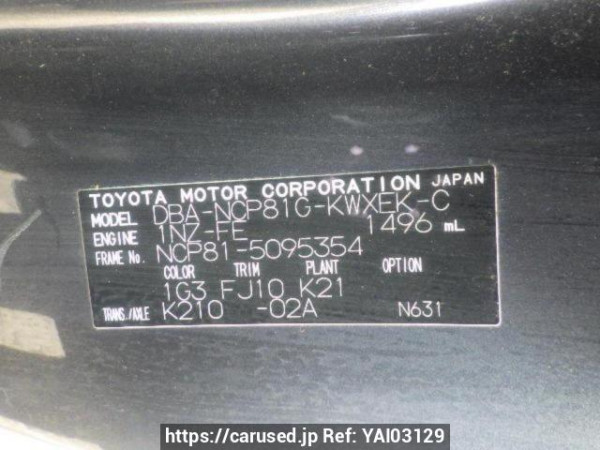 TOYOTA MOTOR CORPORATION JAPAN
MODEL DBA-NCP81G-KWXEK-C
ENGINE 1NZ-FE 1496 mL
FRAME No. NCP81-5095354
COLOR TRIM PLANT OPTION
1G3 FJ10 K21
TRANS./AXLE K210 -02A N631
https://carused.jp Ref: YAI03129